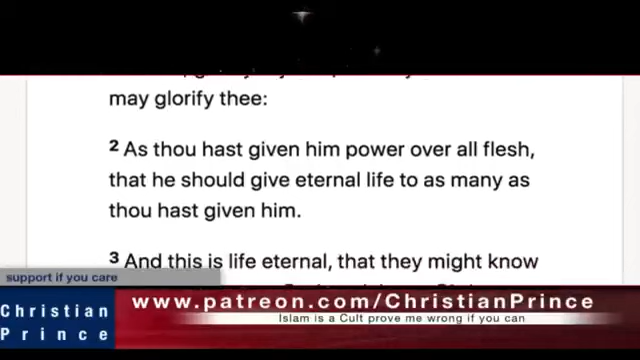 may glorify thee:
2 As thou hast given him power over all flesh,
that he should give eternal life to as many as
thou hast given him.
3 And this is life eternal, that they might know
support if you care
Christian
Prince
www.patreon.com/ChristianPrince
Islam is a Cult prove me wrong if you can